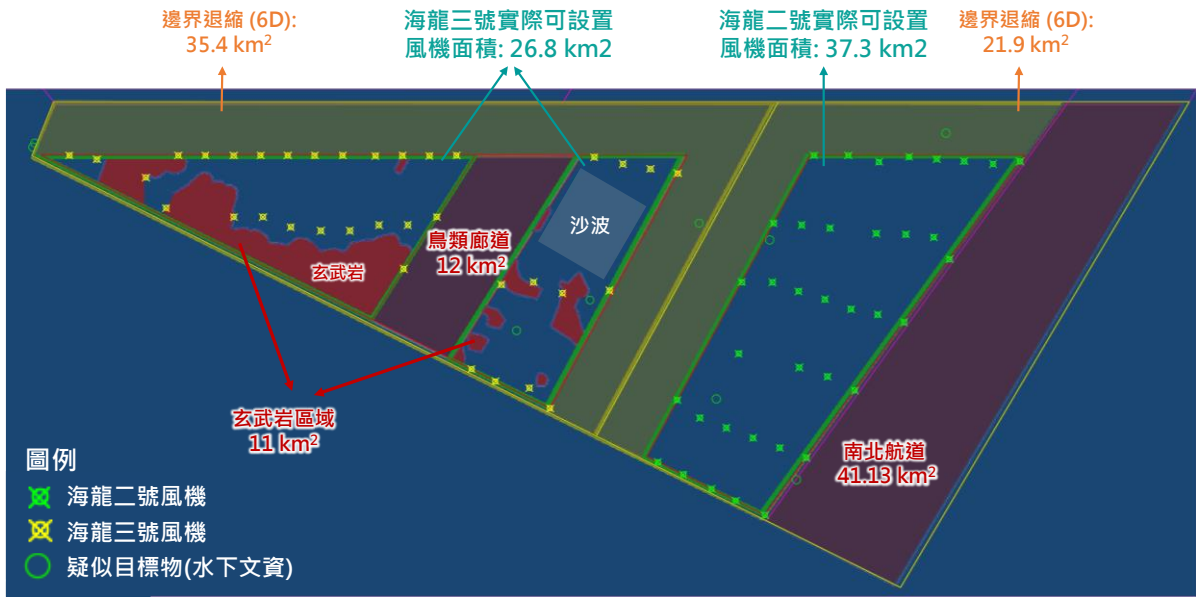 邊界退縮 (6D):
35.4 km²
海龍三號實際可設置
風機面積: 26.8 km2
海龍二號實際可設置
風機面積: 37.3 km2
邊界退縮 (6D):
21.9 km²
沙波
鳥類廊道
12 km²
玄武岩
玄武岩區域
11 km²
南北航道
41.13 km²
圖例
海龍二號風機
海龍三號風機
疑似目標物(水下文資)